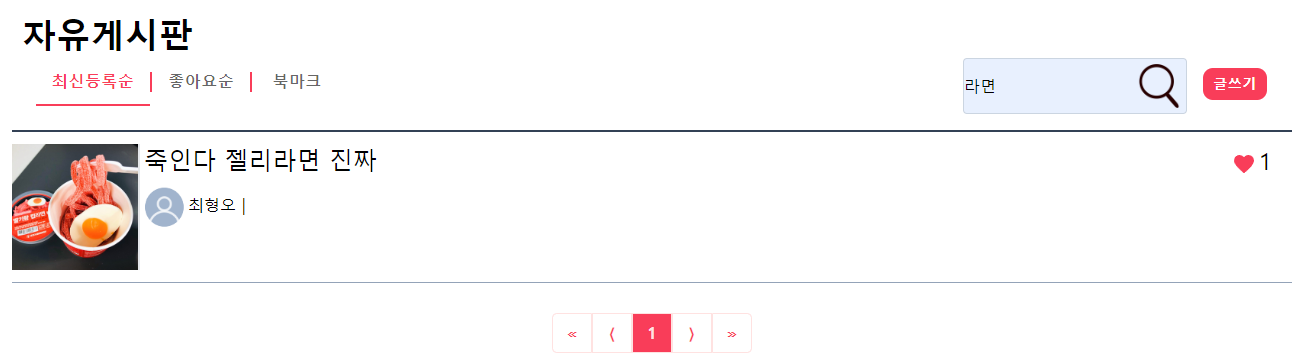 자유게시판
최신등록순 | 좋아요순 | 북마크
라면
글쓰기
죽인다 젤리라면 진짜
1
최형오 |
« ⟨ 1 ⟩ »